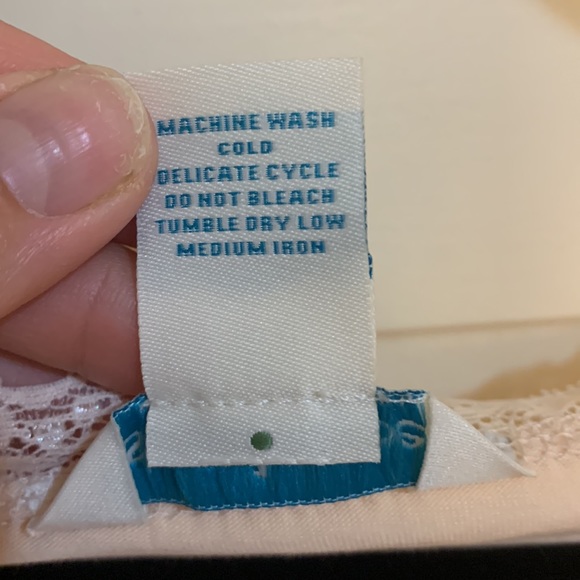 MACHINE WASH
COLD
DELICATE CYCLE
DO NOT BLEACH
TUMBLE DRY LOW
MEDIUM IRON